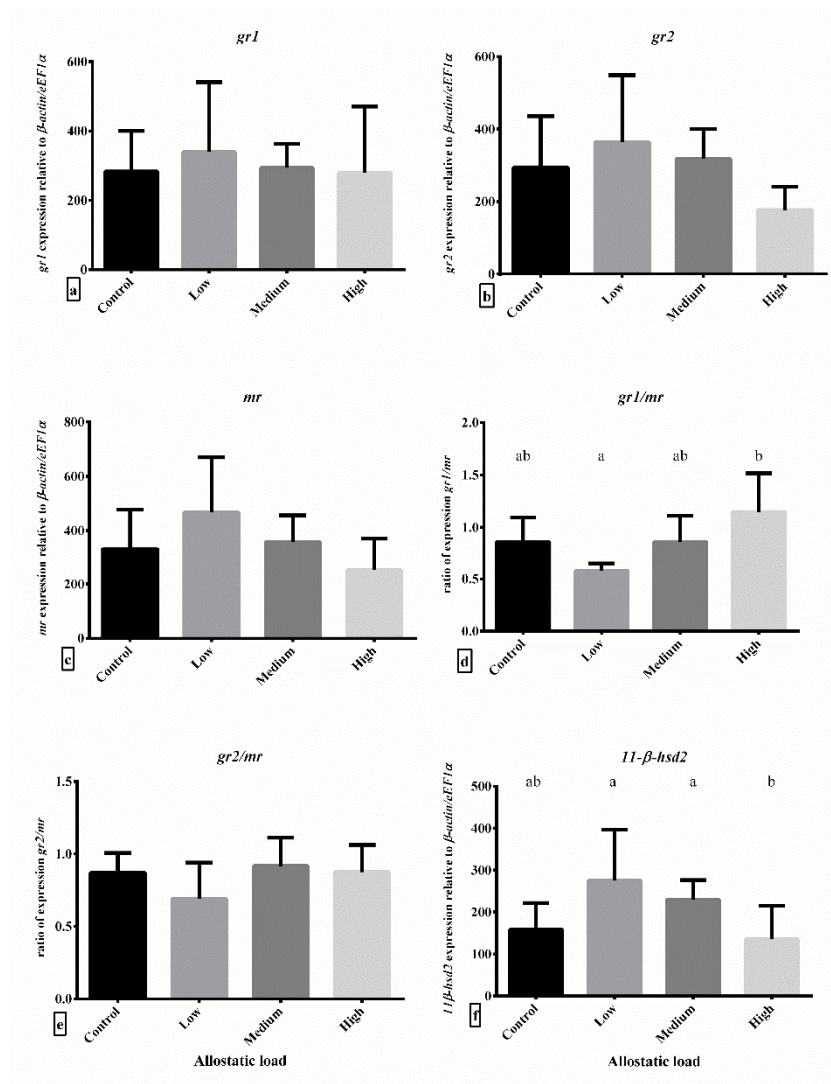 gr1
gr1 expression relative to β-actin/eEF1α
600
400
200
0
Control
Low
Medium
High
a
gr2
gr2 expression relative to β-actin/eEF1α
600
400
200
0
Control
Low
Medium
High
b
mr
mr expression relative to β-actin/eEF1α
800
600
400
200
0
Control
Low
Medium
High
c
gr1/mr
ratio of expression gr1/mr
2.0
1.5
1.0
0.5
0.0
ab
a
ab
b
Control
Low
Medium
High
d
gr2/mr
ratio of expression gr2/mr
1.5
1.0
0.5
0.0
Control
Low
Medium
High
e
Allostatic load
11-β-hsd2
11β-hsd2 expression relative to β-actin/eEF1α
500
400
300
200
100
0
ab
a
a
b
Control
Low
Medium
High
f
Allostatic load